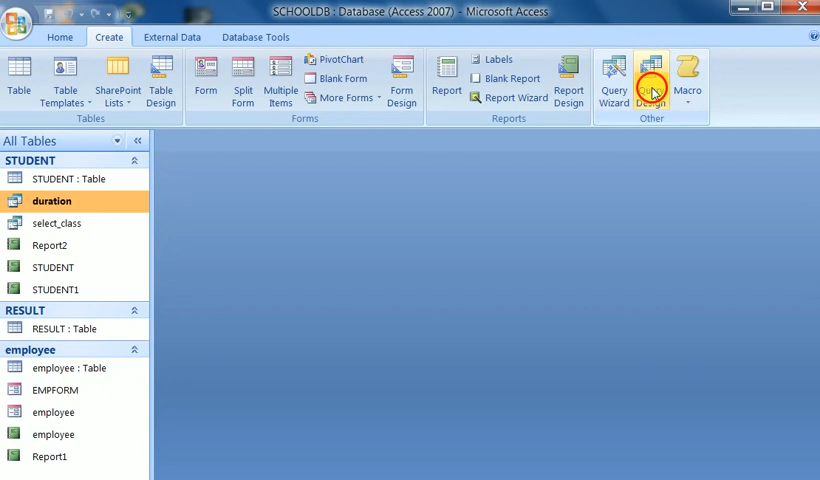 SCHOOLDB : Database (Access 2007) - Microsoft Access
Home Create External Data Database Tools
Table
Table Templates
SharePoint Lists
Table Design
Tables
Form
Split Form
Multiple Items
PivotChart
Blank Form
More Forms
Form Design
Forms
Report
Labels
Blank Report
Report Wizard
Report Design
Reports
Query Wizard
Query Design
Macro
Other
All Tables
STUDENT
STUDENT : Table
duration
select_class
Report2
STUDENT
STUDENT1
RESULT
RESULT : Table
employee
employee : Table
EMPFORM
employee
employee
Report1